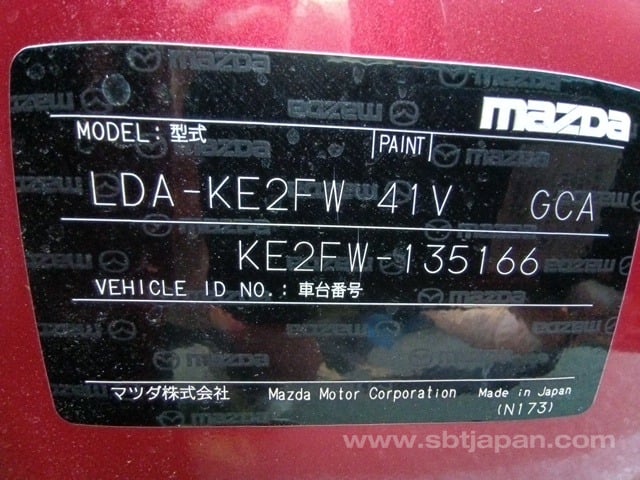 mazda
MODEL: 型式 PAINT
LDA-KE2FW 41V GCA
KE2FW-135166
VEHICLE ID NO.: 車台番号
マツダ株式会社 Mazda Motor Corporation Made in Japan
(N173)
www.sbtjapan.com